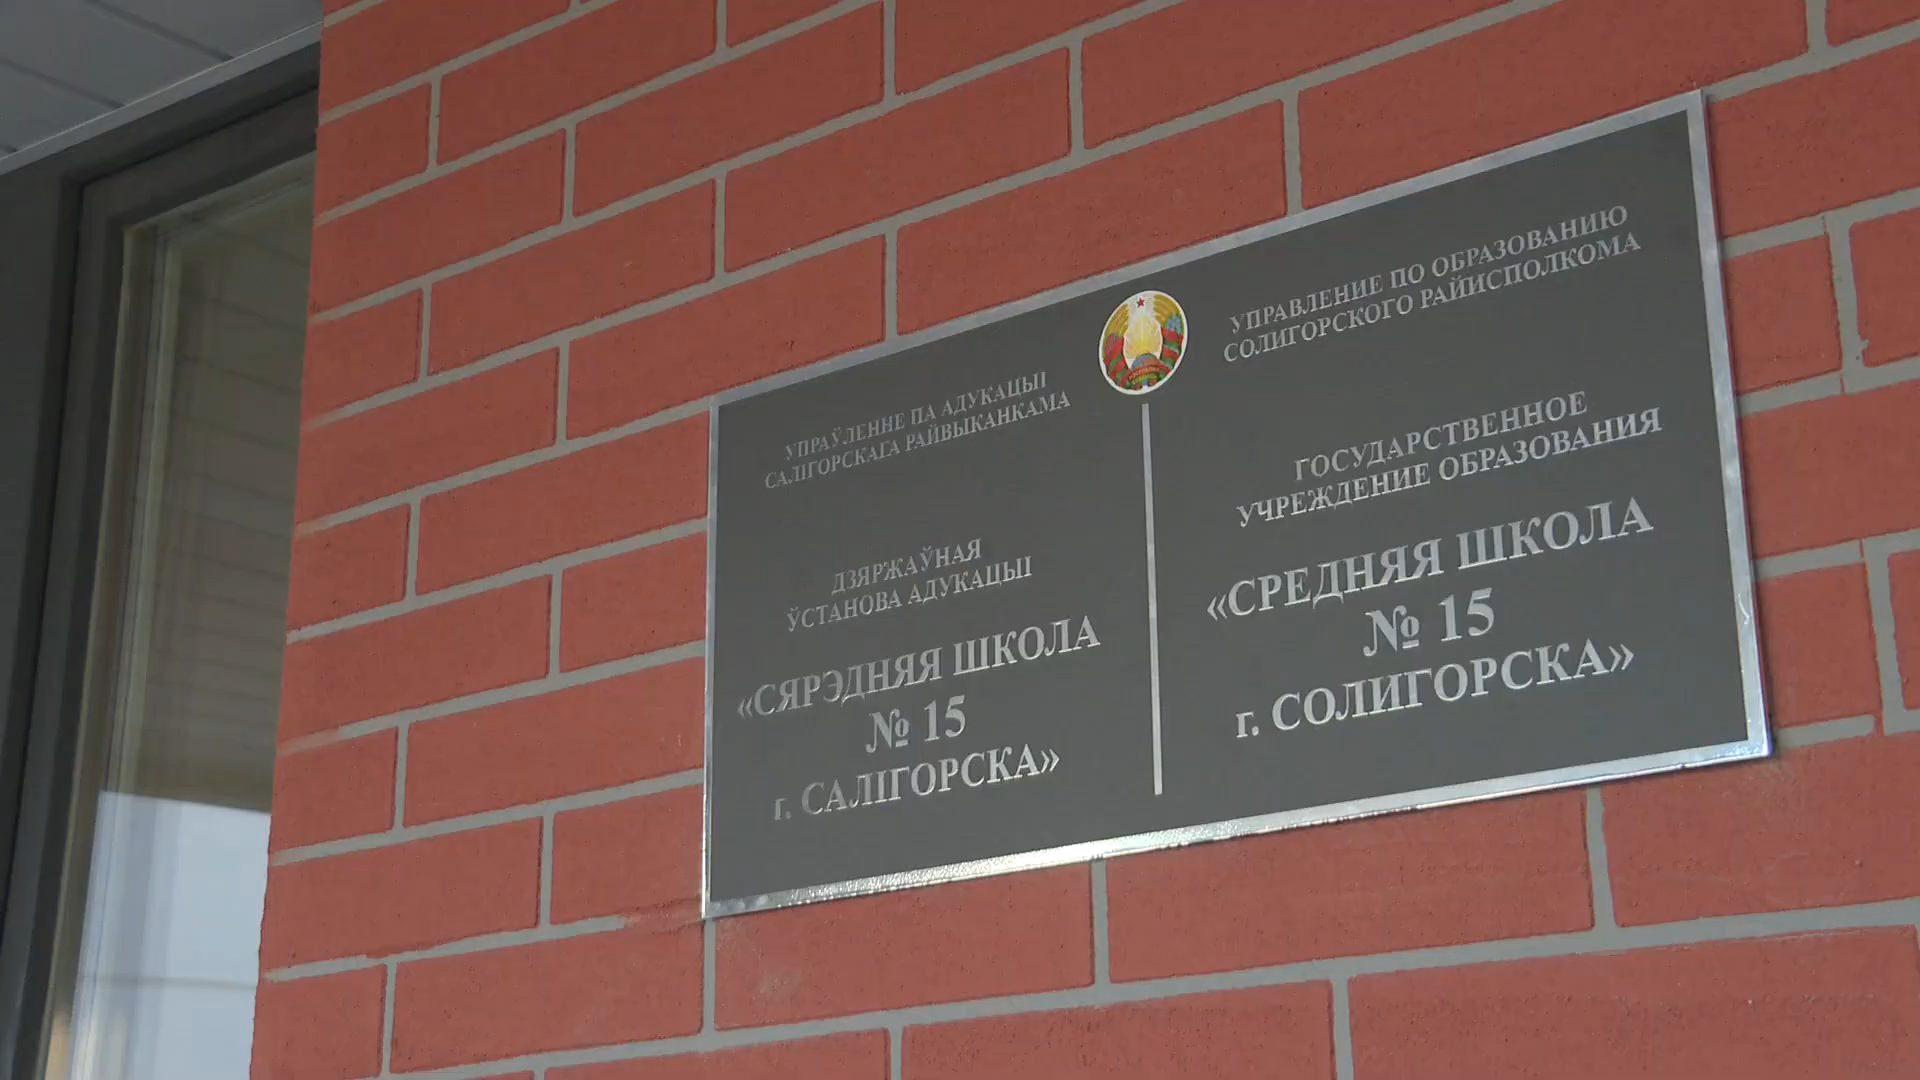 УПРАЎЛЕННЕ ПА АДУКАЦЫІ
САЛІГОРСКАГА РАЙВЫКАНКАМА
ДЗЯРЖАЎНАЯ
ЎСТАНОВА АДУКАЦЫІ
«СЯРЭДНЯЯ ШКОЛА
№ 15
г. САЛІГОРСКА»
УПРАВЛЕНИЕ ПО ОБРАЗОВАНИЮ
СОЛИГОРСКОГО РАЙИСПОЛКОМА
ГОСУДАРСТВЕННОЕ
УЧРЕЖДЕНИЕ ОБРАЗОВАНИЯ
«СРЕДНЯЯ ШКОЛА
№ 15
г. СОЛИГОРСКА»